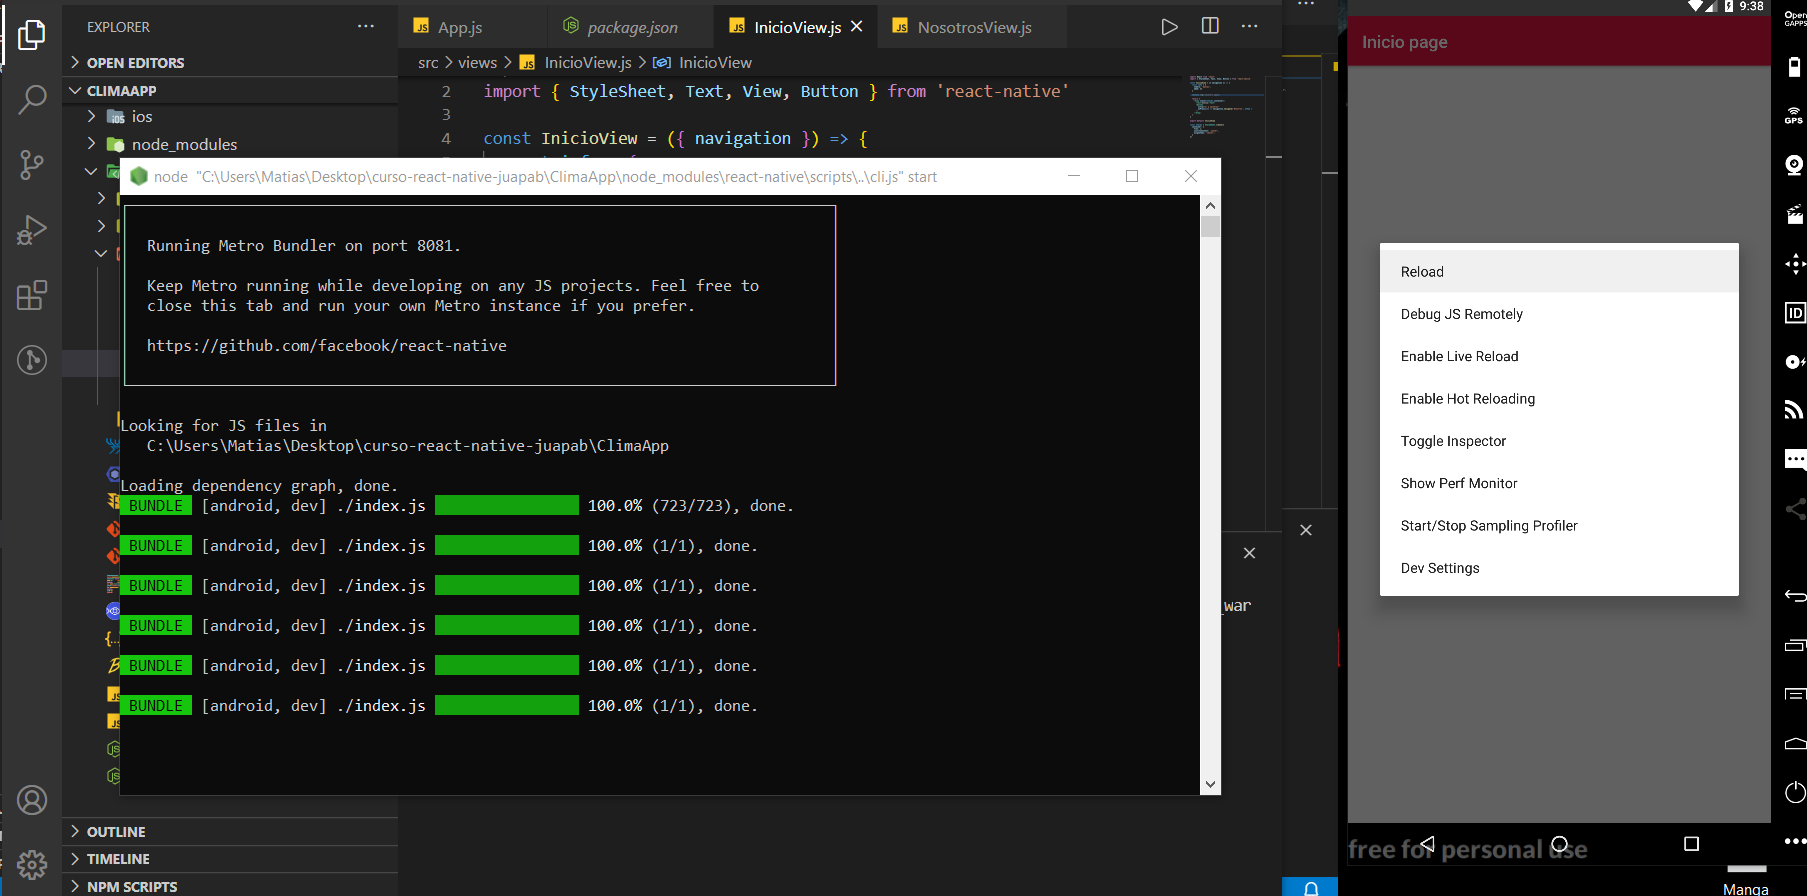 EXPLORER
OPEN EDITORS
CLIMAAPP
ios
node_modules
OUTLINE
TIMELINE
NPM SCRIPTS
App.js
package.json
InicioView.js
NosotrosView.js
src > views > JS InicioView.js > InicioView
2 import { StyleSheet, Text, View, Button } from 'react-native'
3
4 const InicioView = ({ navigation }) => {
node "C:\Users\Matias\Desktop\curso-react-native-juapab\ClimaApp\node_modules\react-native\scripts\..\cli.js" start
Running Metro Bundler on port 8081.
Keep Metro running while developing on any JS projects. Feel free to
close this tab and run your own Metro instance if you prefer.
https://github.com/facebook/react-native
Looking for JS files in
C:\Users\Matias\Desktop\curso-react-native-juapab\ClimaApp
Loading dependency graph, done.
BUNDLE [android, dev] ./index.js 100.0% (723/723), done.
BUNDLE [android, dev] ./index.js 100.0% (1/1), done.
BUNDLE [android, dev] ./index.js 100.0% (1/1), done.
BUNDLE [android, dev] ./index.js 100.0% (1/1), done.
BUNDLE [android, dev] ./index.js 100.0% (1/1), done.
BUNDLE [android, dev] ./index.js 100.0% (1/1), done.
war
9:38
Inicio page
Reload
Debug JS Remotely
Enable Live Reload
Enable Hot Reloading
Toggle Inspector
Show Perf Monitor
Start/Stop Sampling Profiler
Dev Settings
free for personal use
Open
GAPPS
GPS
ID
Manga